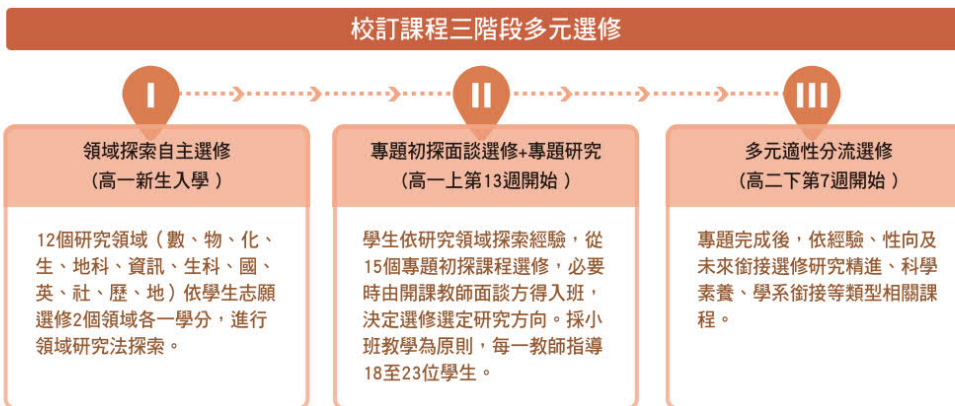 校訂課程三階段多元選修
I
II
III
領域探索自主選修
(高一新生入學 )
12個研究領域（數、物、化、
生、地科、資訊、生科、國、
英、社、歷、地）依學生志願
選修2個領域各一學分，進行
領域研究法探索。
專題初探面談選修+專題研究
(高一上第13週開始 )
學生依研究領域探索經驗，從
15個專題初探課程選修，必要
時由開課教師面談方得入班，
決定選修選定研究方向。採小
班教學為原則，每一教師指導
18至23位學生。
多元適性分流選修
(高二下第7週開始 )
專題完成後，依經驗、性向及
未來銜接選修研究精進、科學
素養、學系銜接等類型相關課
程。